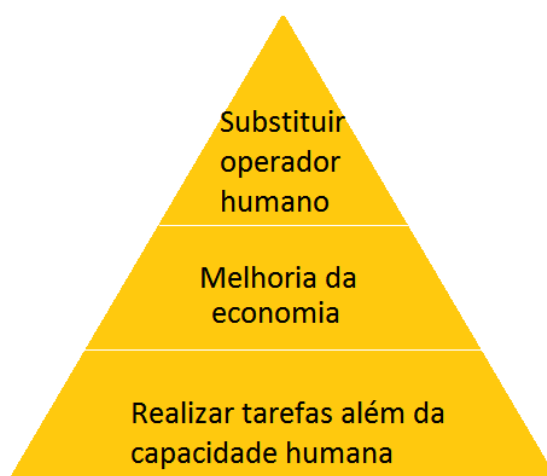 Substituir
operador
humano
Melhoria da
economia
Realizar tarefas além da
capacidade humana